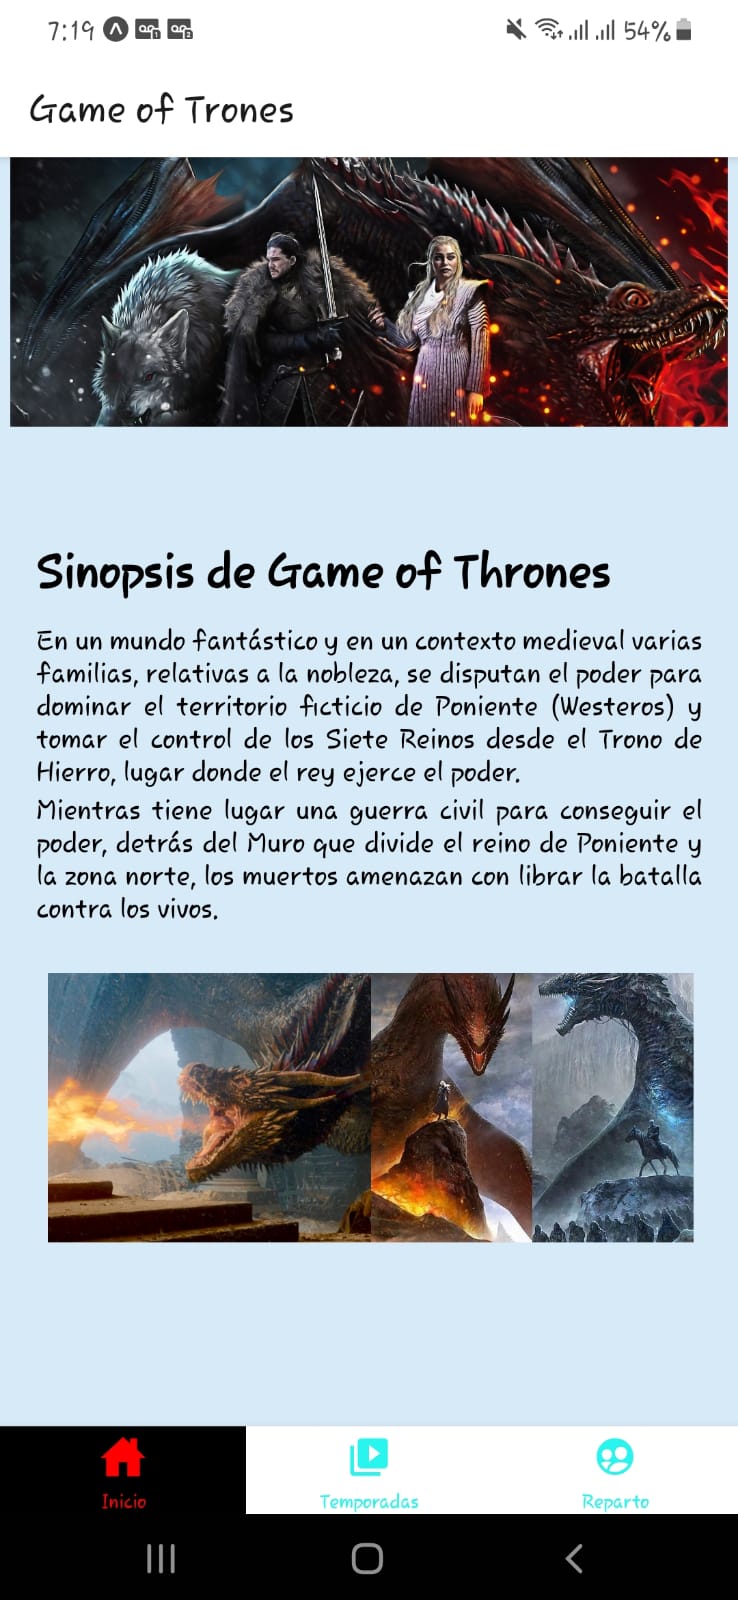 7:19
54%
Game of Trones
Sinopsis de Game of Thrones
En un mundo fantástico y en un contexto medieval varias
familias, relativas a la nobleza, se disputan el poder para
dominar el territorio ficticio de Poniente (Westeros) y
tomar el control de los Siete Reinos desde el Trono de
Hierro, lugar donde el rey ejerce el poder.
Mientras tiene lugar una guerra civil para conseguir el
poder, detrás del Muro que divide el reino de Poniente y
la zona norte, los muertos amenazan con librar la batalla
contra los vivos.
Inicio
Temporadas
Reparto